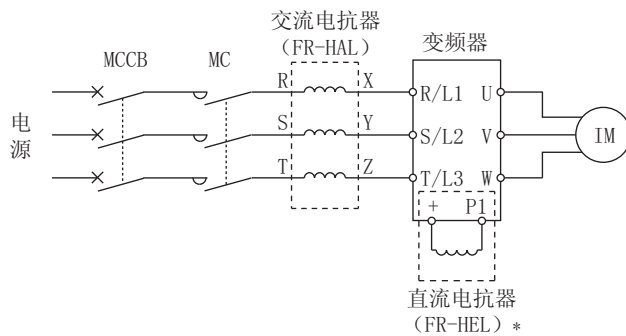 交流电抗器
（FR-HAL）
变频器
MCCB
MC
R
X
R/L1
U
电源
S
Y
S/L2
V
IM
T
Z
T/L3
W
+
P1
直流电抗器
（FR-HEL）*